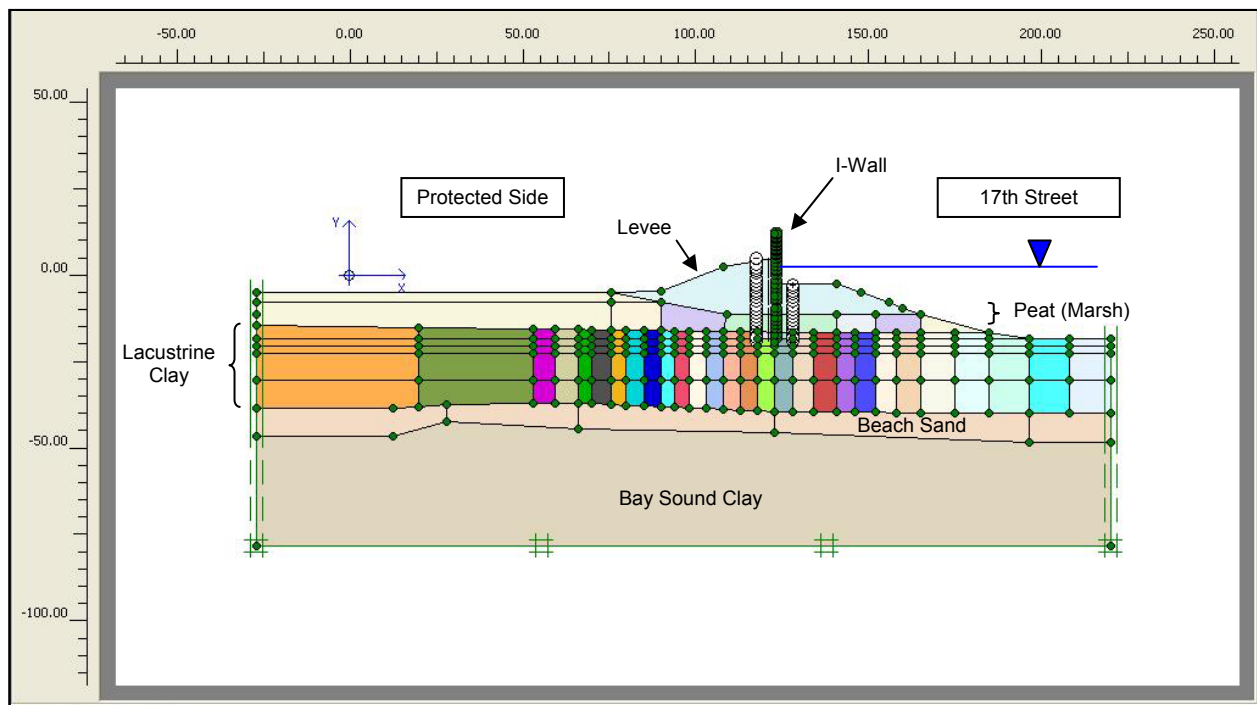 -50.00 0.00 50.00 100.00 150.00 200.00 250.00
50.00
0.00
-50.00
-100.00
I-Wall
Protected Side
17th Street
Levee
Y
X
Peat (Marsh)
Lacustrine
Clay
Beach Sand
Bay Sound Clay